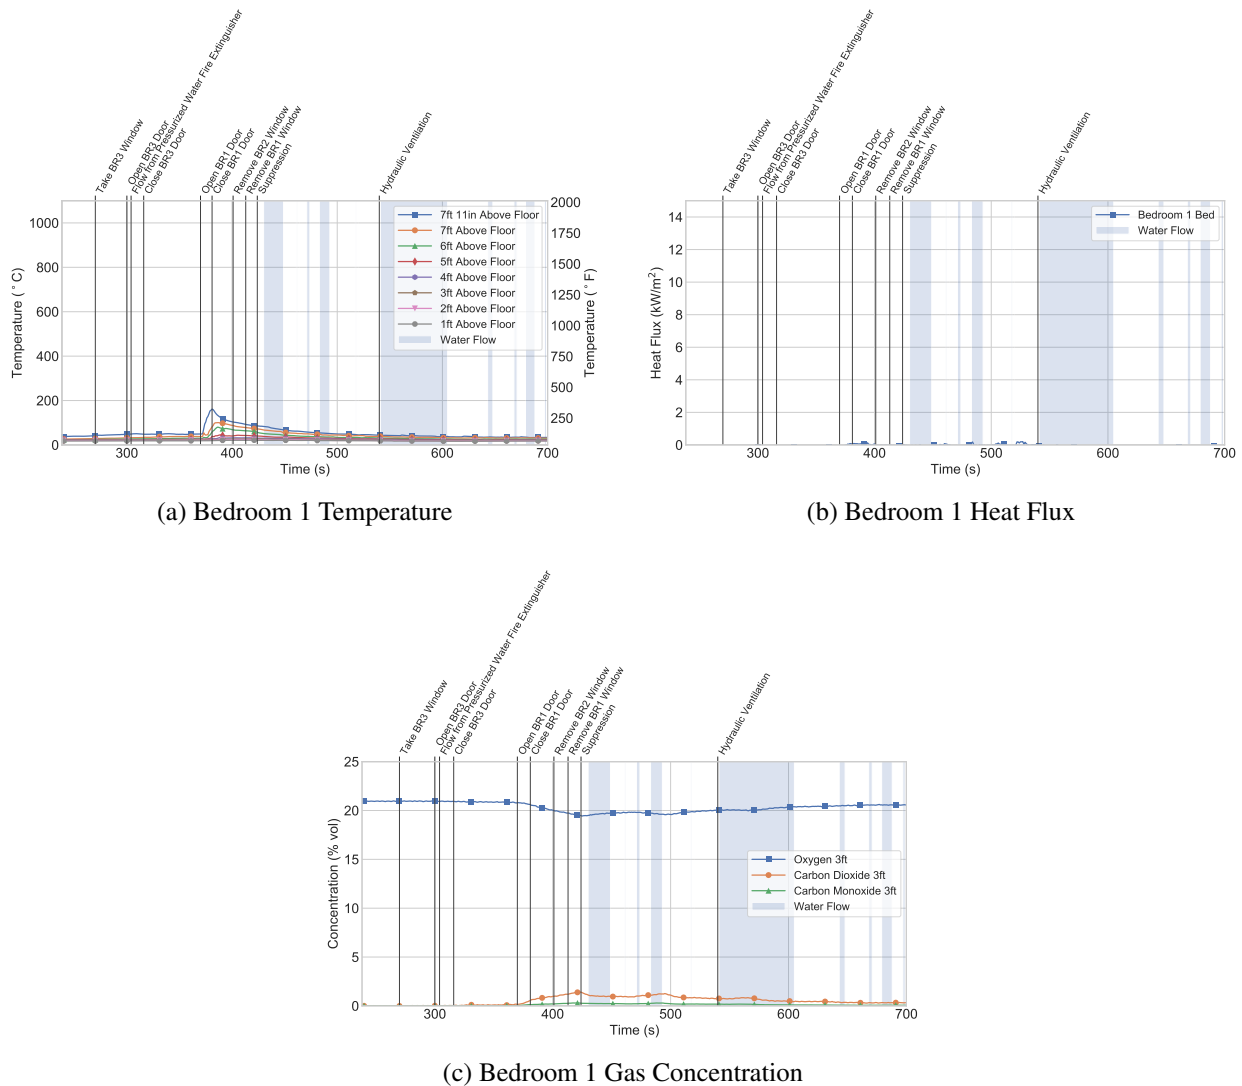 Take BR3 Window
Open BR3 Door
Flow from Pressurized Water Fire Extinguisher
Close BR3 Door
Open BR1 Door
Close BR1 Door
Remove BR2 Window
Remove BR1 Window
Suppression
Hydraulic Ventilation
1000
800
600
400
200
0
Temperature (°C)
2000
1750
1500
1250
1000
750
500
250
Temperature (°F)
7ft 11in Above Floor
7ft Above Floor
6ft Above Floor
5ft Above Floor
4ft Above Floor
3ft Above Floor
2ft Above Floor
1ft Above Floor
Water Flow
300 400 500 600 700
Time (s)
(a) Bedroom 1 Temperature
Take BR3 Window
Open BR3 Door
Flow from Pressurized Water Fire Extinguisher
Close BR3 Door
Open BR1 Door
Close BR1 Door
Remove BR2 Window
Remove BR1 Window
Suppression
Hydraulic Ventilation
14
12
10
8
6
4
2
0
Heat Flux (kW/m²)
Bedroom 1 Bed
Water Flow
300 400 500 600 700
Time (s)
(b) Bedroom 1 Heat Flux
Take BR3 Window
Open BR3 Door
Flow from Pressurized Water Fire Extinguisher
Close BR3 Door
Open BR1 Door
Close BR1 Door
Remove BR2 Window
Remove BR1 Window
Suppression
Hydraulic Ventilation
25
20
15
10
5
0
Concentration (% vol)
Oxygen 3ft
Carbon Dioxide 3ft
Carbon Monoxide 3ft
Water Flow
300 400 500 600 700
Time (s)
(c) Bedroom 1 Gas Concentration